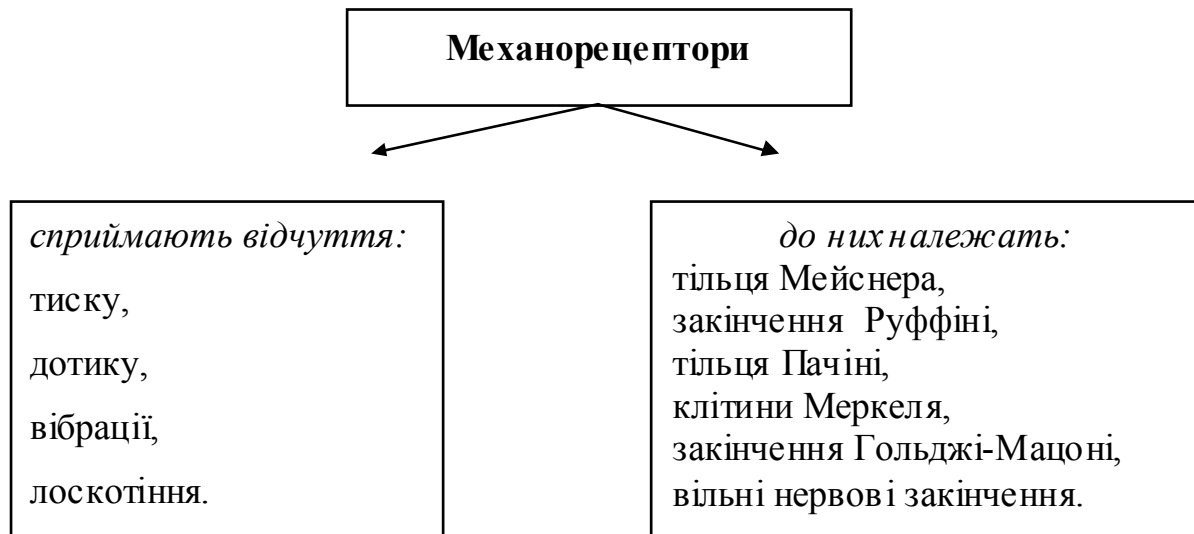 Механорецептори
сприймають відчуття:
тиску,
дотику,
вібрації,
лоскотіння.
до них належать:
тільця Мейснера,
закінчення Руффіні,
тільця Пачіні,
клітини Меркеля,
закінчення Гольджі-Мацоні,
вільні нервові закінчення.